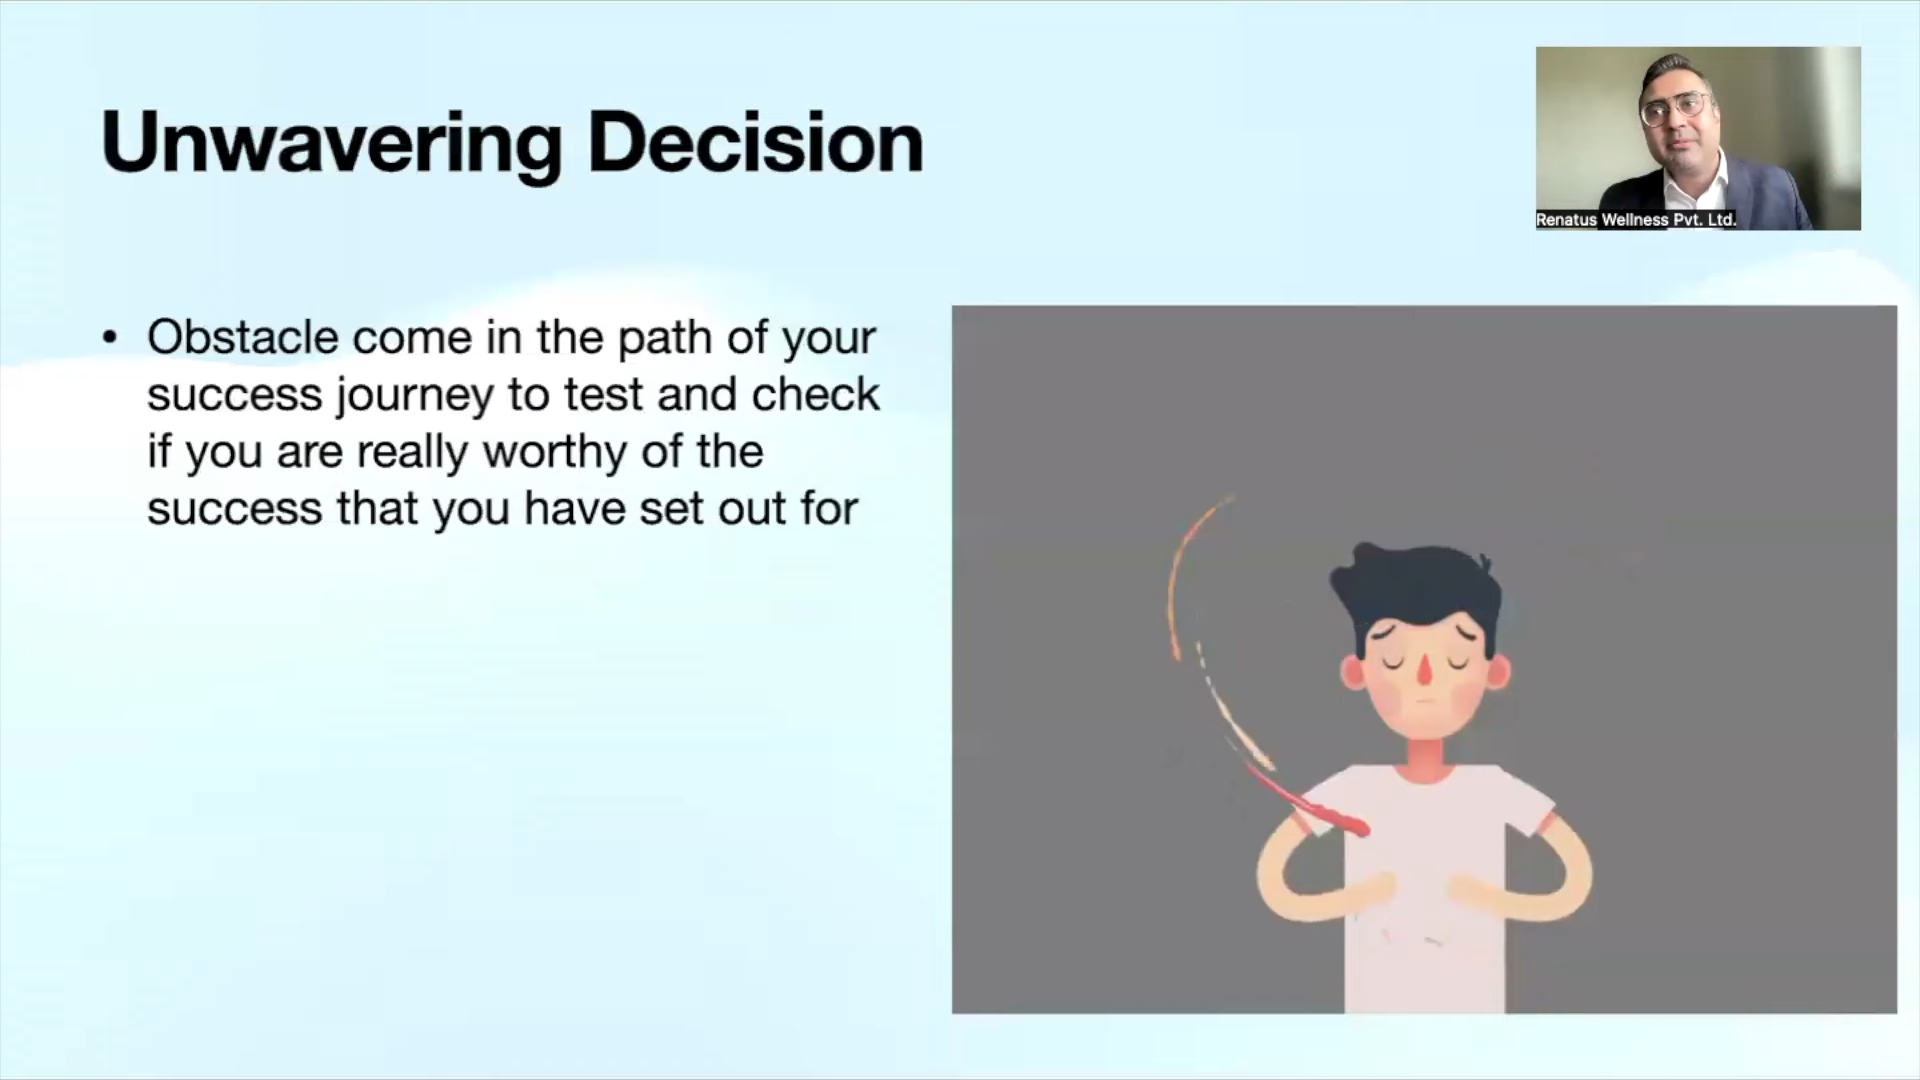 Unwavering Decision
Renatus Wellness Pvt. Ltd.
• Obstacle come in the path of your
success journey to test and check
if you are really worthy of the
success that you have set out for